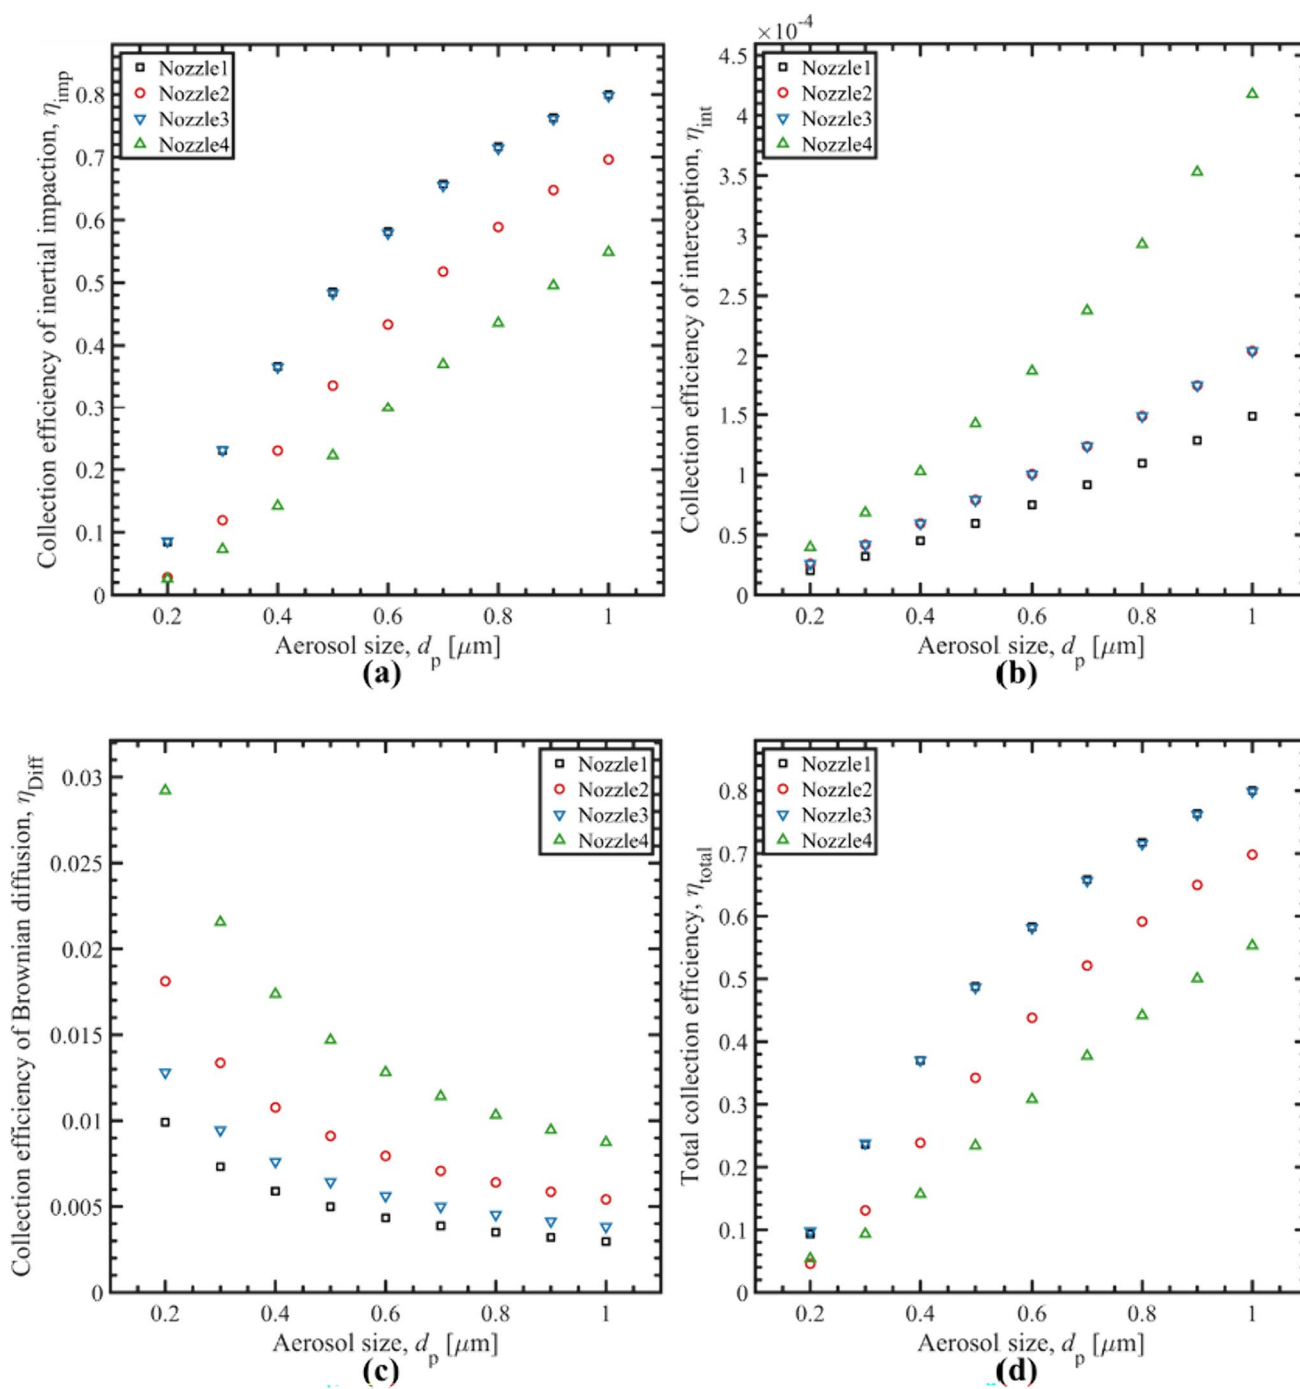 Nozzle1
Nozzle2
Nozzle3
Nozzle4
Collection efficiency of inertial impaction, η_imp
0.8
0.7
0.6
0.5
0.4
0.3
0.2
0.1
0
0.2 0.4 0.6 0.8 1
Aerosol size, d_p [μm]
(a)
×10^-4
Nozzle1
Nozzle2
Nozzle3
Nozzle4
Collection efficiency of interception, η_int
4.5
4
3.5
3
2.5
2
1.5
1
0.5
0
0.2 0.4 0.6 0.8 1
Aerosol size, d_p [μm]
(b)
Nozzle1
Nozzle2
Nozzle3
Nozzle4
Collection efficiency of Brownian diffusion, η_Diff
0.03
0.025
0.02
0.015
0.01
0.005
0
0.2 0.4 0.6 0.8 1
Aerosol size, d_p [μm]
(c)
Nozzle1
Nozzle2
Nozzle3
Nozzle4
Total collection efficiency, η_total
0.8
0.7
0.6
0.5
0.4
0.3
0.2
0.1
0
0.2 0.4 0.6 0.8 1
Aerosol size, d_p [μm]
(d)